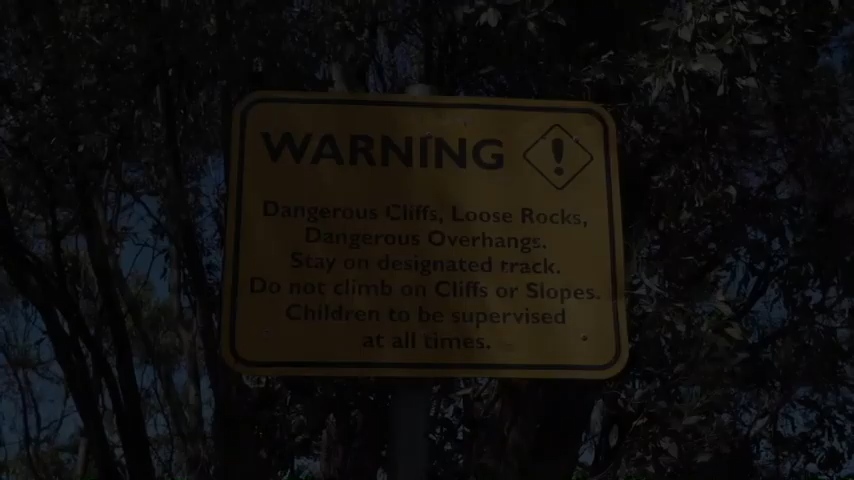 WARNING !
Dangerous Cliffs, Loose Rocks,
Dangerous Overhangs.
Stay on designated track.
Do not climb on Cliffs or Slopes.
Children to be supervised
at all times.